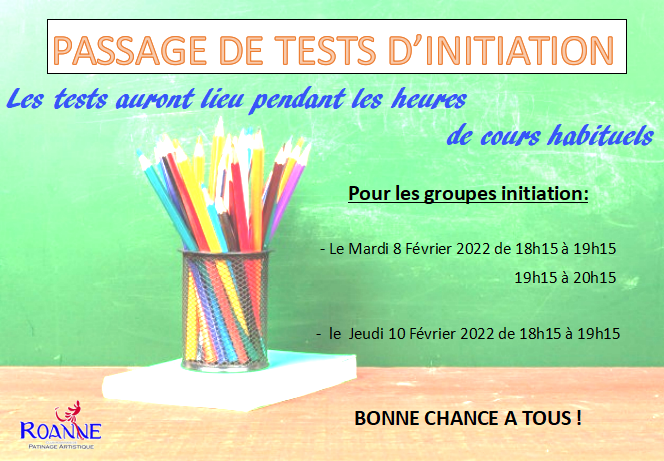 PASSAGE DE TESTS D'INITIATION
Les tests auront lieu pendant les heures
de cours habituels
Pour les groupes initiation:
- Le Mardi 8 Février 2022 de 18h15 à 19h15
19h15 à 20h15
- le Jeudi 10 Février 2022 de 18h15 à 19h15
BONNE CHANCE A TOUS !
ROANNE
PATINAGE ARTISTIQUE